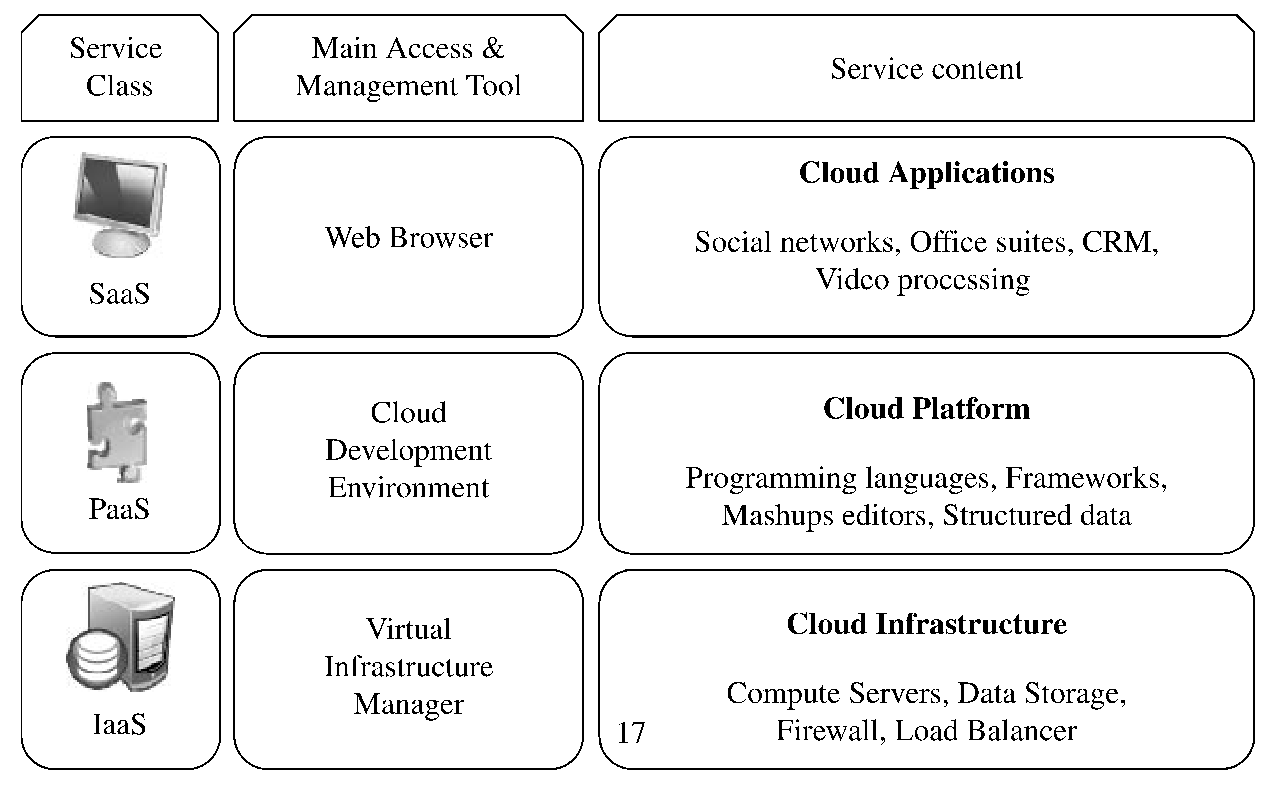 Service
Class
Main Access &
Management Tool
Service content
SaaS
Web Browser
Cloud Applications
Social networks, Office suites, CRM,
Video processing
PaaS
Cloud
Development
Environment
Cloud Platform
Programming languages, Frameworks,
Mashups editors, Structured data
IaaS
Virtual
Infrastructure
Manager
Cloud Infrastructure
Compute Servers, Data Storage,
Firewall, Load Balancer
17